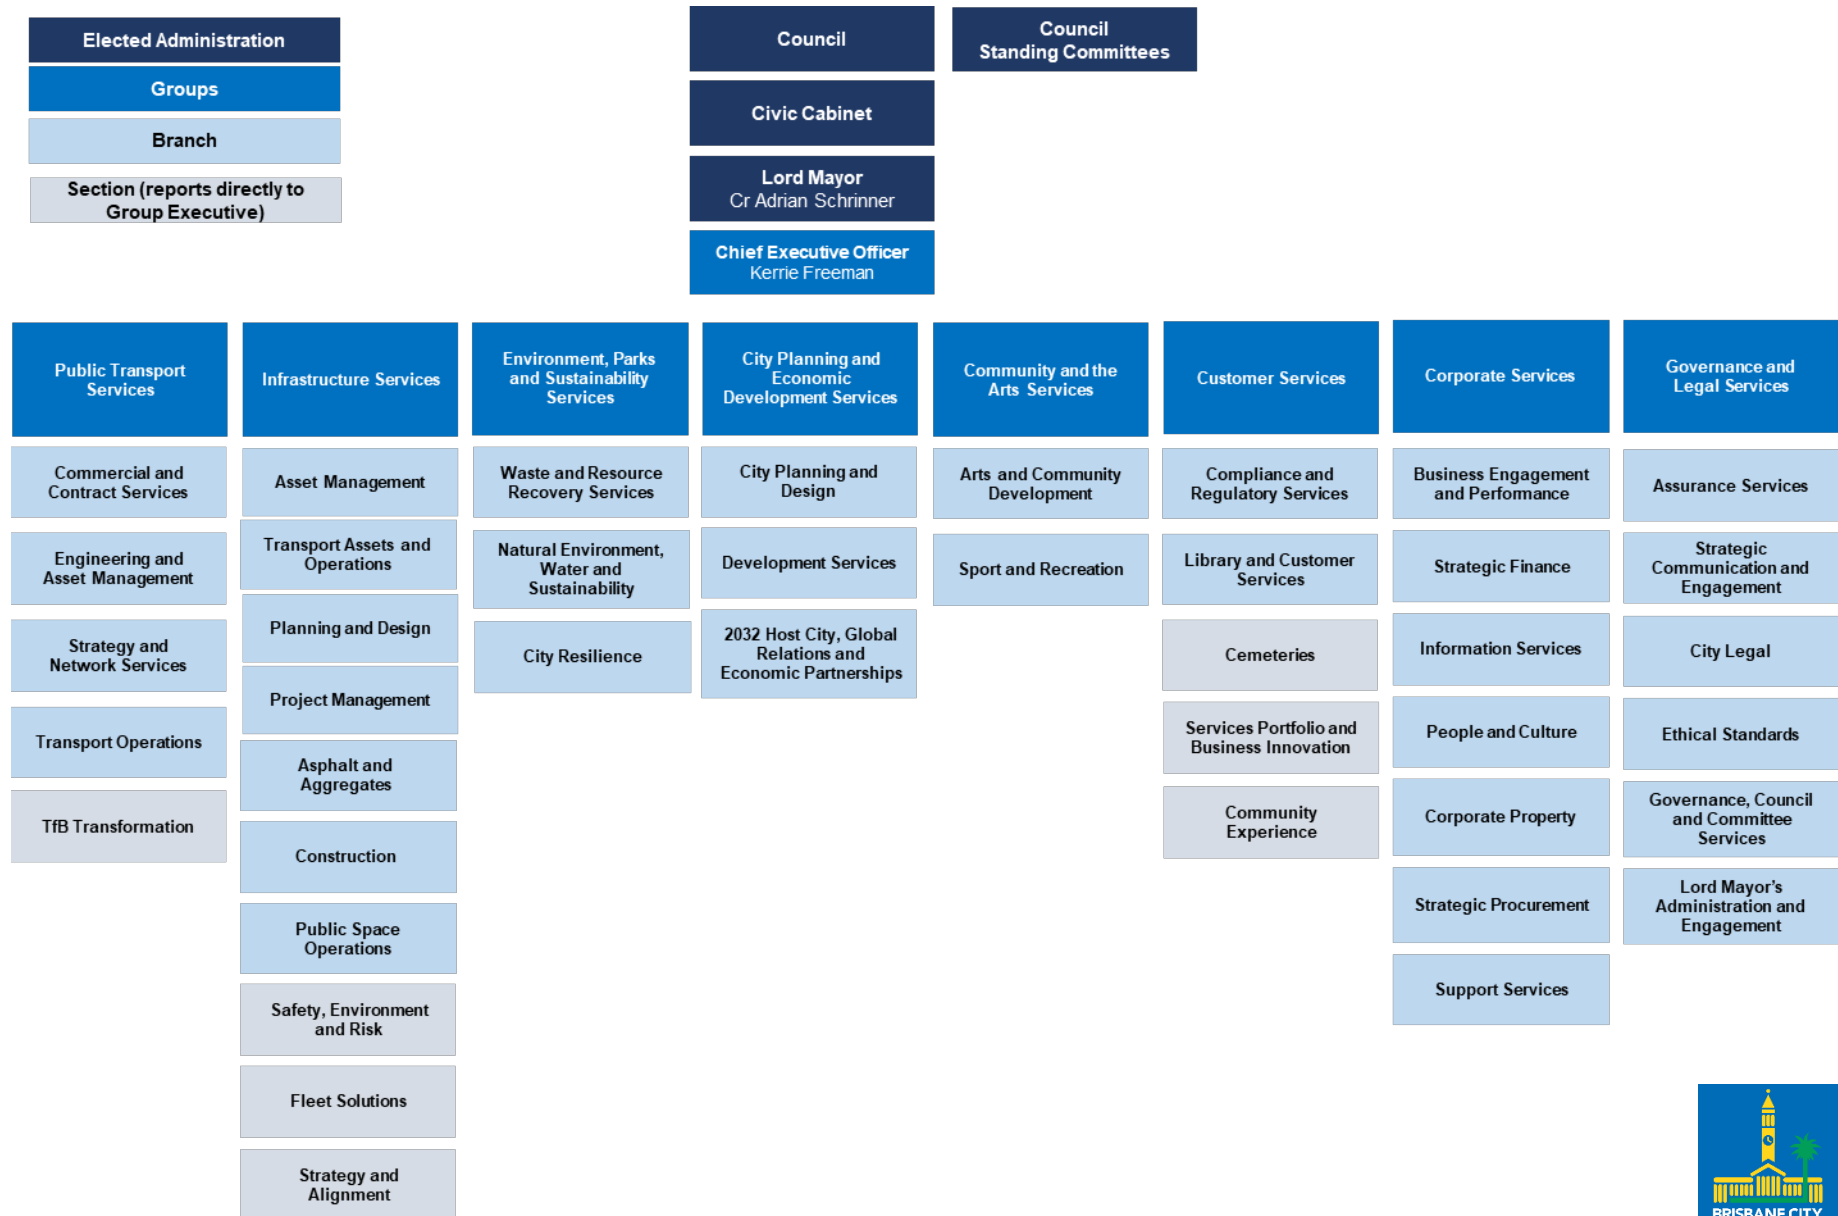 Elected Administration
Groups
Branch
Section (reports directly to
Group Executive)
Council
Council
Standing Committees
Civic Cabinet
Lord Mayor
Cr Adrian Schrinner
Chief Executive Officer
Kerrie Freeman
Public Transport
Services
Commercial and
Contract Services
Engineering and
Asset Management
Strategy and
Network Services
Transport Operations
TfB Transformation
Infrastructure Services
Asset Management
Transport Assets and
Operations
Planning and Design
Project Management
Asphalt and
Aggregates
Construction
Public Space
Operations
Safety, Environment
and Risk
Fleet Solutions
Strategy and
Alignment
Environment, Parks
and Sustainability
Services
Waste and Resource
Recovery Services
Natural Environment,
Water and
Sustainability
City Resilience
City Planning and
Economic
Development Services
City Planning and
Design
Development Services
2032 Host City, Global
Relations and
Economic Partnerships
Community and the
Arts Services
Arts and Community
Development
Sport and Recreation
Customer Services
Compliance and
Regulatory Services
Library and Customer
Services
Cemeteries
Services Portfolio and
Business Innovation
Community
Experience
Corporate Services
Business Engagement
and Performance
Strategic Finance
Information Services
People and Culture
Corporate Property
Strategic Procurement
Support Services
Governance and
Legal Services
Assurance Services
Strategic
Communication and
Engagement
City Legal
Ethical Standards
Governance, Council
and Committee
Services
Lord Mayor’s
Administration and
Engagement
BRISBANE CITY